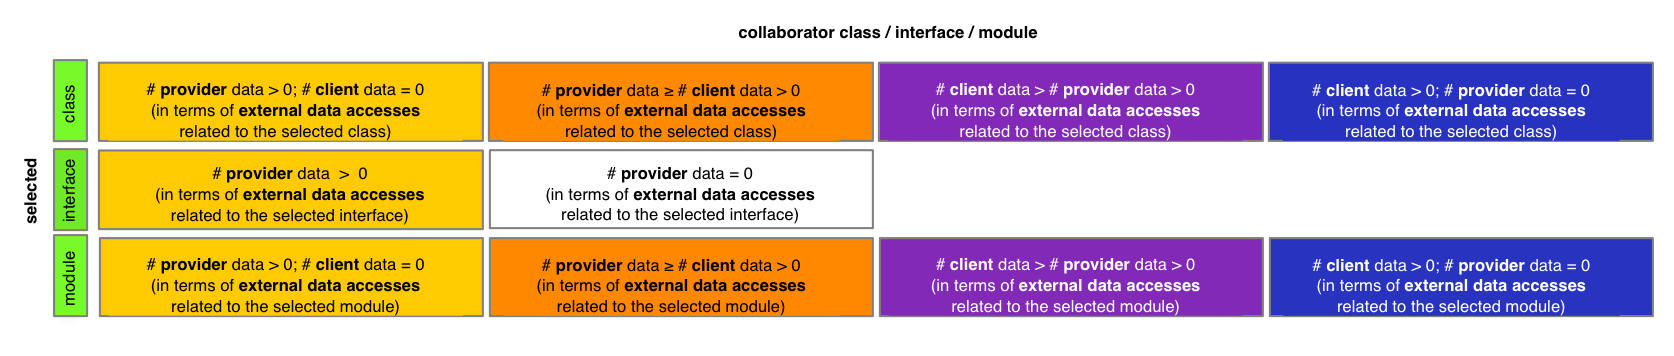 collaborator class / interface / module
selected
class
# provider data > 0; # client data = 0
(in terms of external data accesses
related to the selected class)
# provider data ≥ # client data > 0
(in terms of external data accesses
related to the selected class)
# client data > # provider data > 0
(in terms of external data accesses
related to the selected class)
# client data > 0; # provider data = 0
(in terms of external data accesses
related to the selected class)
interface
# provider data > 0
(in terms of external data accesses
related to the selected interface)
# provider data = 0
(in terms of external data accesses
related to the selected interface)
module
# provider data > 0; # client data = 0
(in terms of external data accesses
related to the selected module)
# provider data ≥ # client data > 0
(in terms of external data accesses
related to the selected module)
# client data > # provider data > 0
(in terms of external data accesses
related to the selected module)
# client data > 0; # provider data = 0
(in terms of external data accesses
related to the selected module)